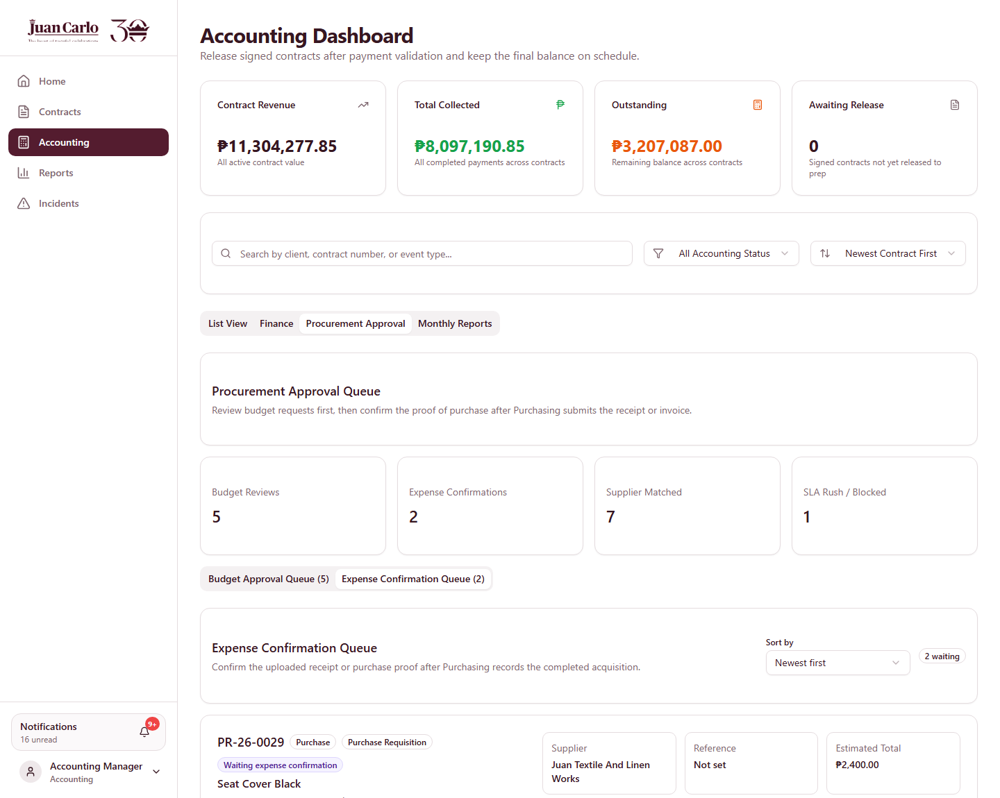 Juan Carlo 30
Home
Contracts
Accounting
Reports
Incidents
Notifications
16 unread
9+
Accounting Manager
Accounting
Accounting Dashboard
Release signed contracts after payment validation and keep the final balance on schedule.
Contract Revenue
₱11,304,277.85
All active contract value
Total Collected
₱8,097,190.85
All completed payments across contracts
Outstanding
₱3,207,087.00
Remaining balance across contracts
Awaiting Release
0
Signed contracts not yet released to
prep
Search by client, contract number, or event type...
All Accounting Status
Newest Contract First
List View Finance Procurement Approval Monthly Reports
Procurement Approval Queue
Review budget requests first, then confirm the proof of purchase after Purchasing submits the receipt or invoice.
Budget Reviews
5
Expense Confirmations
2
Supplier Matched
7
SLA Rush / Blocked
1
Budget Approval Queue (5) Expense Confirmation Queue (2)
Expense Confirmation Queue
Confirm the uploaded receipt or purchase proof after Purchasing records the completed acquisition.
Sort by
Newest first
2 waiting
PR-26-0029 Purchase Purchase Requisition
Waiting expense confirmation
Seat Cover Black
Supplier
Juan Textile And Linen
Works
Reference
Not set
Estimated Total
₱2,400.00